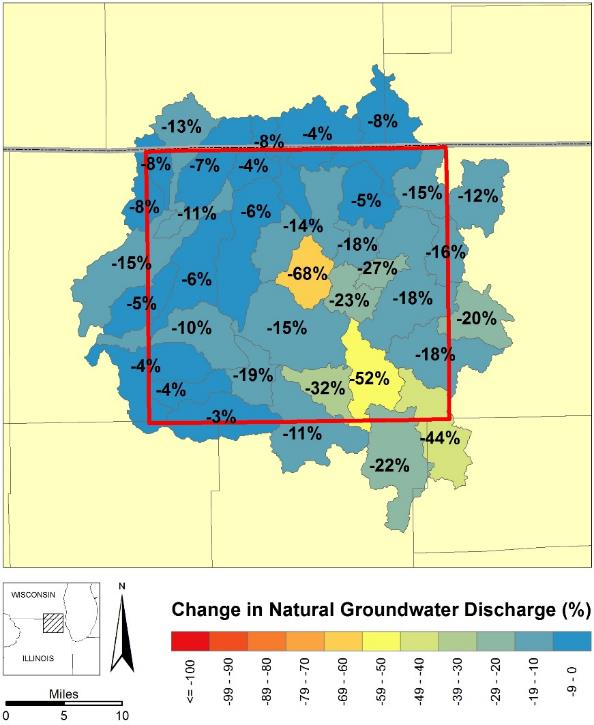 -8%
-13%
-4%
-8%
-8%
-7%
-4%
-15%
-12%
-5%
-8%
-11%
-6%
-14%
-18%
-16%
-15%
-27%
-68%
-6%
-5%
-23%
-18%
-20%
-10%
-15%
-18%
-4%
-19%
-52%
-4%
-32%
-3%
-11%
-44%
-22%
WISCONSIN
ILLINOIS
N
Miles
0 5 10
Change in Natural Groundwater Discharge (%)
<= -100
-99 - -90
-89 - -80
-79 - -70
-69 - -60
-59 - -50
-49 - -40
-39 - -30
-29 - -20
-19 - -10
-9 - 0